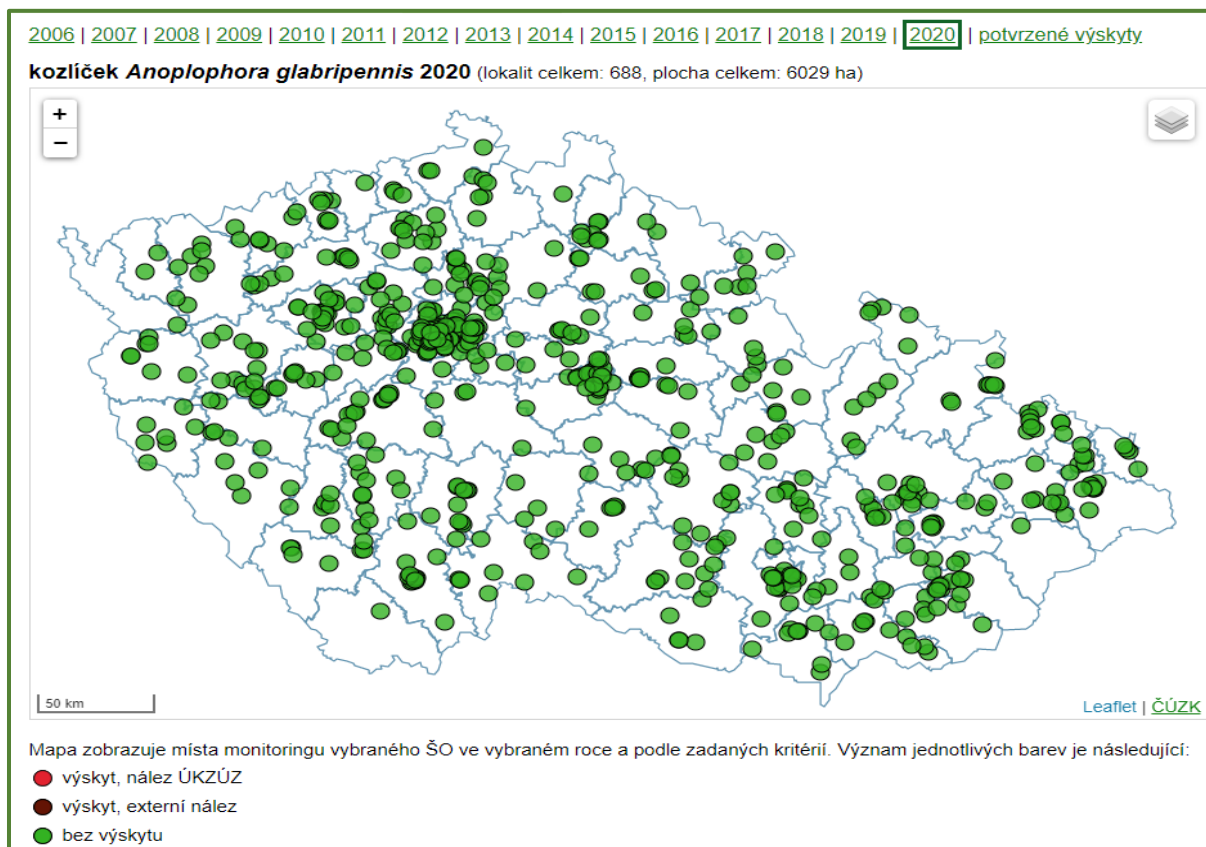 2006 | 2007 | 2008 | 2009 | 2010 | 2011 | 2012 | 2013 | 2014 | 2015 | 2016 | 2017 | 2018 | 2019 | 2020 | potvrzené výskyty
kozlíček Anoplophora glabripennis 2020 (lokalit celkem: 688, plocha celkem: 6029 ha)
+
−
50 km
Leaflet | ČÚZK
Mapa zobrazuje místa monitoringu vybraného ŠO ve vybraném roce a podle zadaných kritérií. Význam jednotlivých barev je následující:
výskyt, nález ÚKZÚZ
výskyt, externí nález
bez výskytu